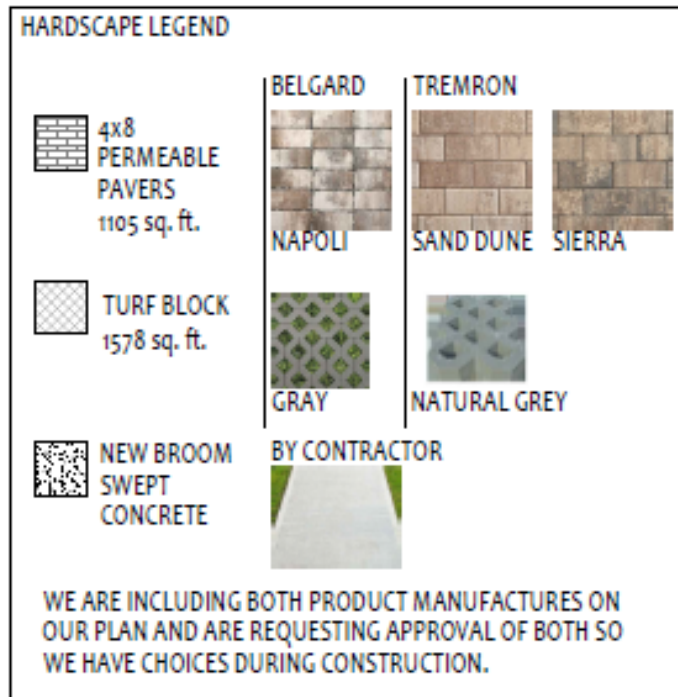 HARDSCAPE LEGEND
BELGARD
TREMRON
4x8
PERMEABLE
PAVERS
1105 sq. ft.
NAPOLI
SAND DUNE
SIERRA
TURF BLOCK
1578 sq. ft.
GRAY
NATURAL GREY
NEW BROOM
SWEPT
CONCRETE
BY CONTRACTOR
WE ARE INCLUDING BOTH PRODUCT MANUFACTURES ON
OUR PLAN AND ARE REQUESTING APPROVAL OF BOTH SO
WE HAVE CHOICES DURING CONSTRUCTION.